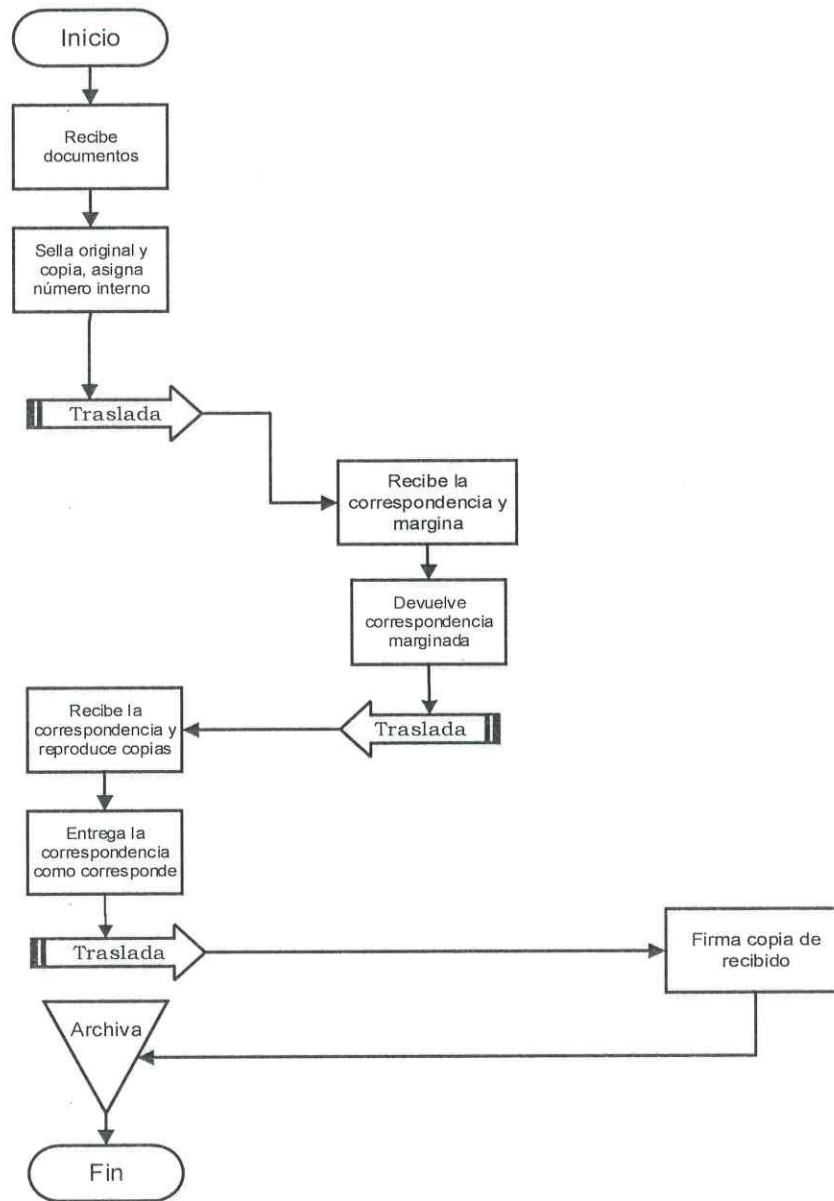 Inicio
Recibe
documentos
Sella original y
copia, asigna
número interno
Traslada
Recibe la
correspondencia y
margina
Devuelve
correspondencia
marginada
Traslada
Recibe la
correspondencia y
reproduce copias
Entrega la
correspondencia
como corresponde
Traslada
Firma copia de
recibido
Archiva
Fin